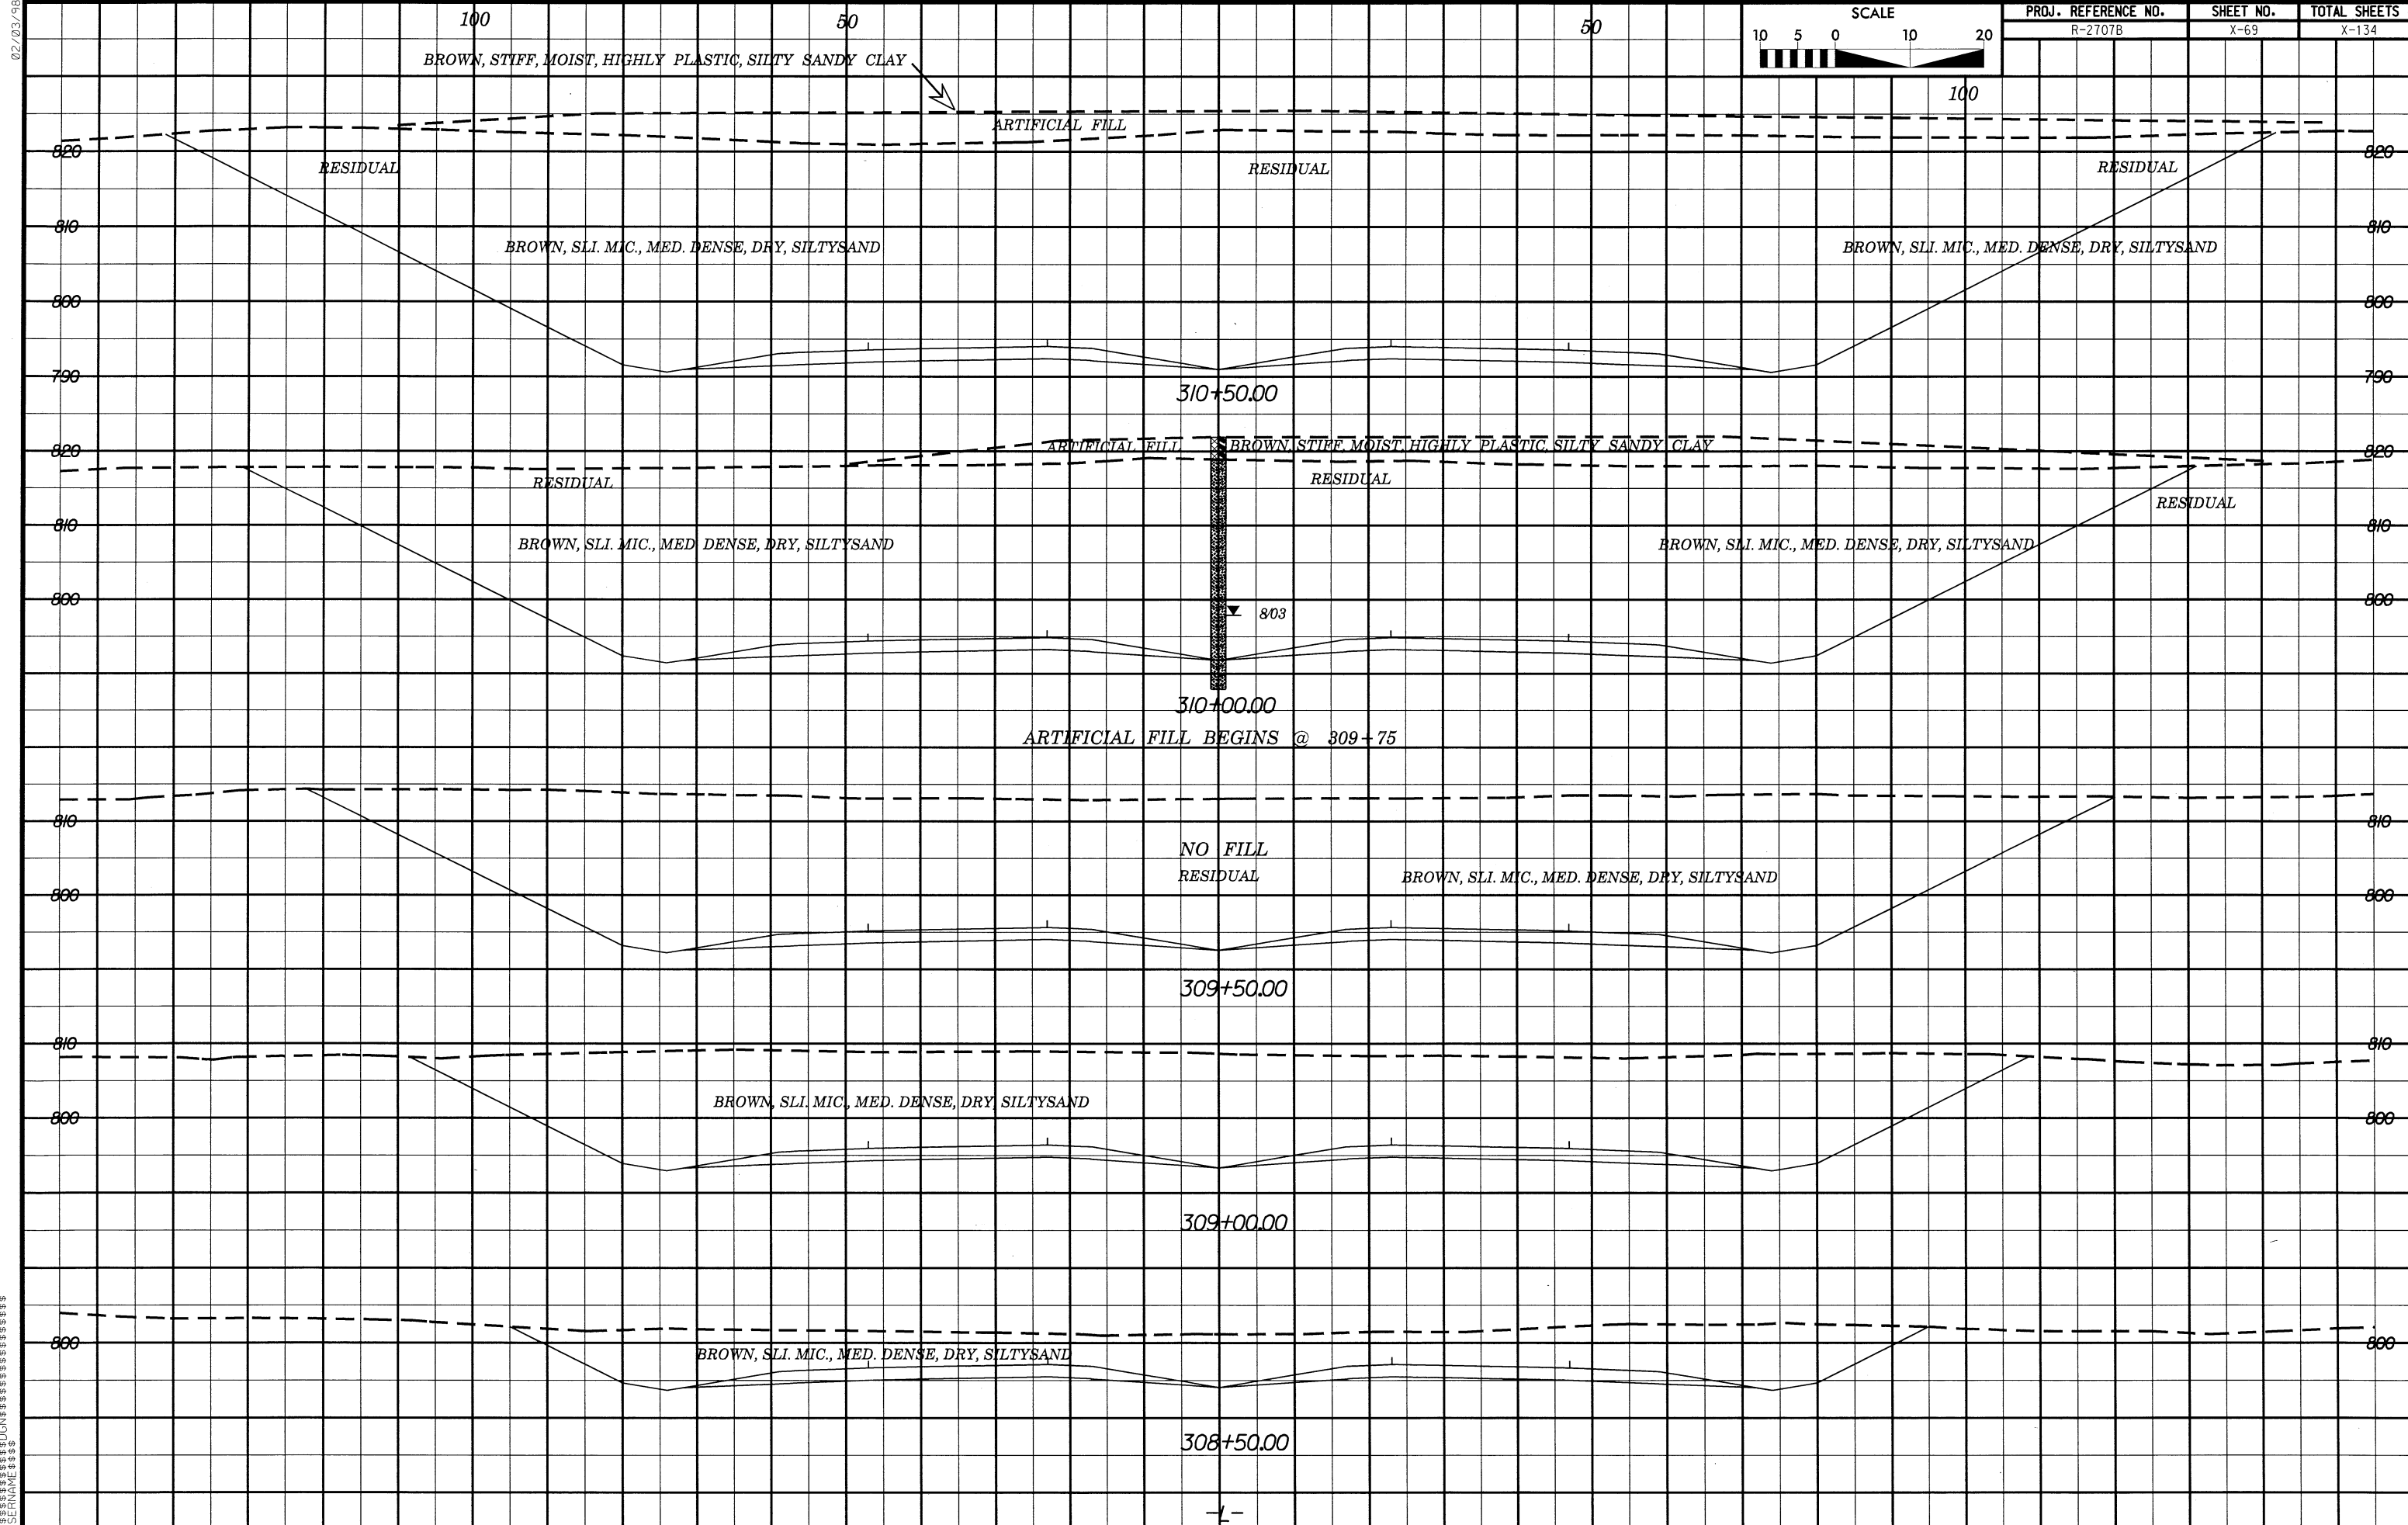 02/03/98
100 50 50
SCALE
10 5 0 10 20
PROJ. REFERENCE NO. SHEET NO. TOTAL SHEETS
R-2707B X-69 X-134
BROWN, STIFF, MOIST, HIGHLY PLASTIC, SILTY SANDY CLAY
100
ARTIFICIAL FILL
820 820
RESIDUAL RESIDUAL RESIDUAL
810 810
BROWN, SLI. MIC., MED. DENSE, DRY, SILTYSAND BROWN, SLI. MIC., MED. DENSE, DRY, SILTYSAND
800 800
790 790
310+50.00
820 ARTIFICIAL FILL BROWN, STIFF, MOIST, HIGHLY PLASTIC, SILTY SANDY CLAY 820
RESIDUAL RESIDUAL
RESIDUAL
810 810
BROWN, SLI. MIC., MED. DENSE, DRY, SILTYSAND BROWN, SLI. MIC., MED. DENSE, DRY, SILTYSAND
800 800
8/03
310+00.00
ARTIFICIAL FILL BEGINS @ 309+75
810 810
NO FILL
RESIDUAL BROWN, SLI. MIC., MED. DENSE, DRY, SILTYSAND
800 800
309+50.00
810 810
BROWN, SLI. MIC., MED. DENSE, DRY, SILTYSAND
800 800
309+00.00
800 800
BROWN, SLI. MIC., MED. DENSE, DRY, SILTYSAND
308+50.00
-L-